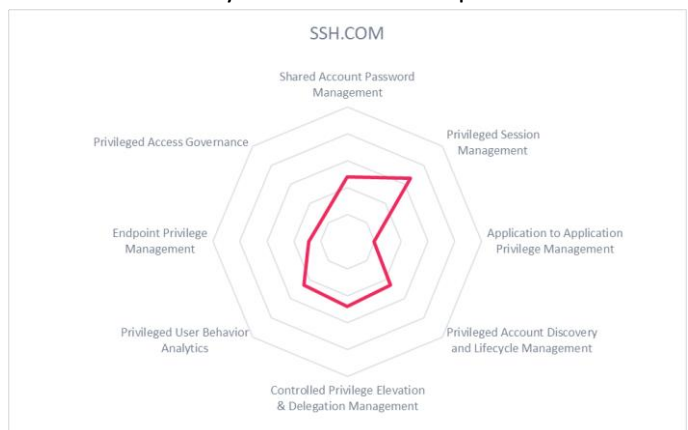 SSH.COM
Shared Account Password
Management
Privileged Access Governance
Privileged Session
Management
Endpoint Privilege
Management
Application to Application
Privilege Management
Privileged User Behavior
Analytics
Privileged Account Discovery
and Lifecycle Management
Controlled Privilege Elevation
& Delegation Management